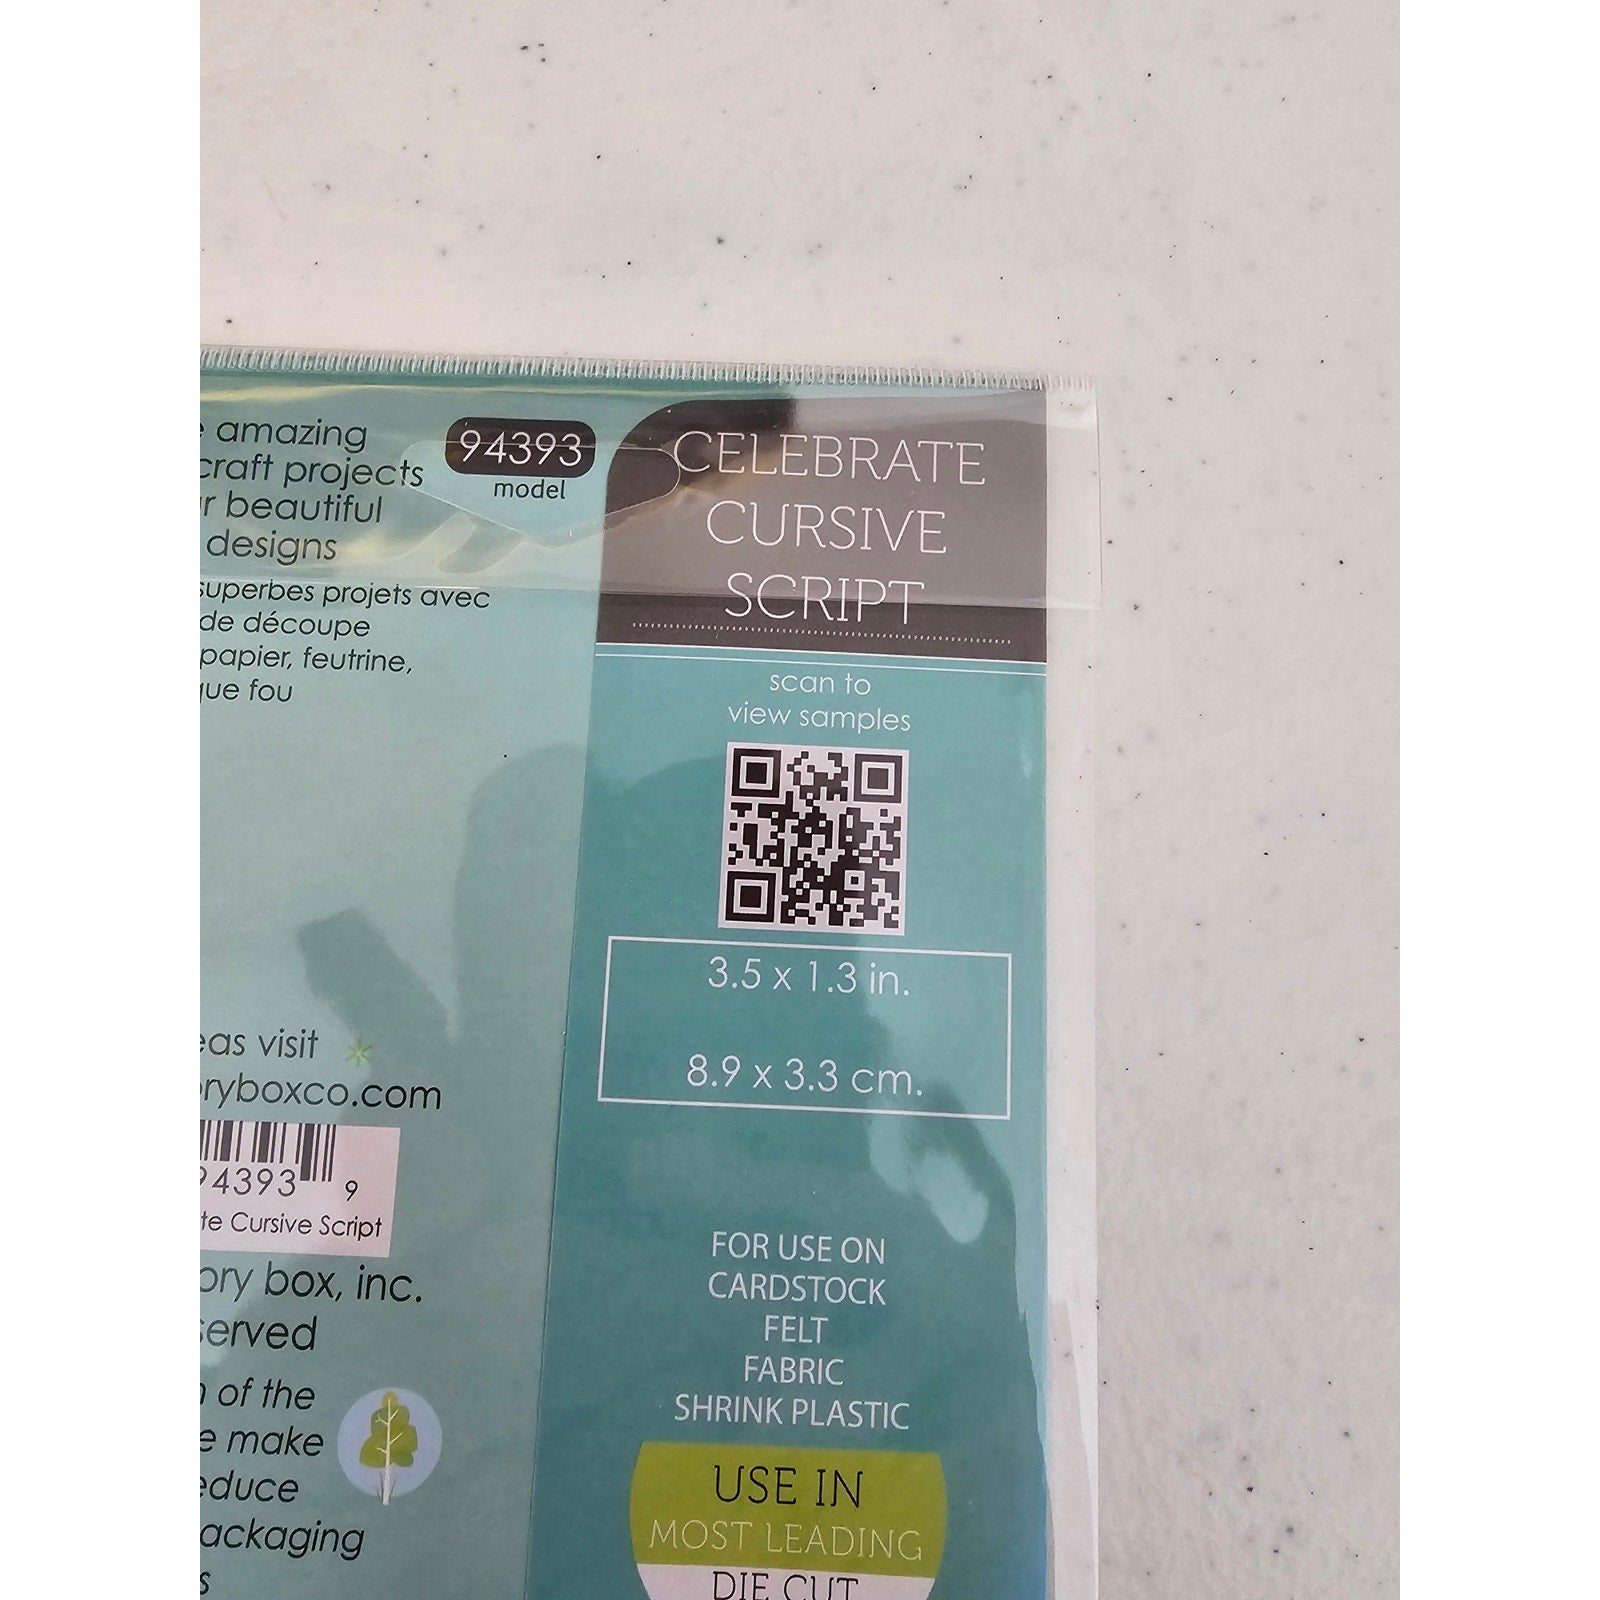 amazing
craft projects
beautiful
designs
superbes projets avec
de découpe
papier, feutrine,
que fou
94393
model
CELEBRATE
CURSIVE
SCRIPT
scan to
view samples
3.5 x 1.3 in.
8.9 x 3.3 cm.
eas visit
oryboxco.com
94393 9
te Cursive Script
ory box, inc.
served
of the
e make
educe
ackaging
s
FOR USE ON
CARDSTOCK
FELT
FABRIC
SHRINK PLASTIC
USE IN
MOST LEADING
DIE CUT